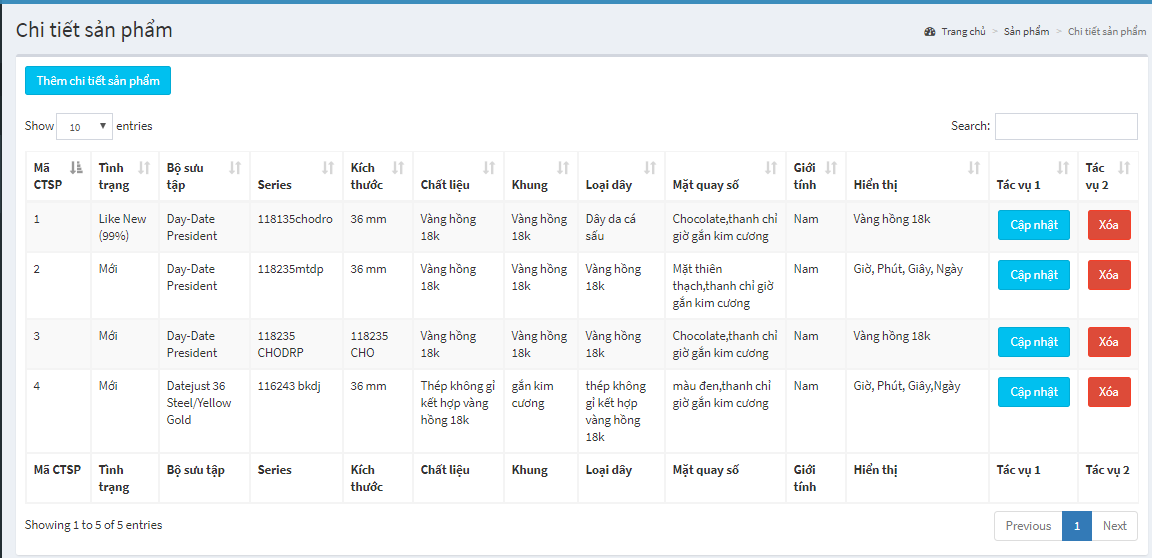 Chi tiết sản phẩm
Trang chủ > Sản phẩm > Chi tiết sản phẩm
Thêm chi tiết sản phẩm
Show 10 entries
Search:
Mã CTSP Tình trạng Bộ sưu tập Series Kích thước Chất liệu Khung Loại dây Mặt quay số Giới tính Hiển thị Tác vụ 1 Tác vụ 2
1 Like New (99%) Day-Date President 118135chodro 36 mm Vàng hồng 18k Vàng hồng 18k Dây da cá sấu Chocolate,thanh chỉ giờ gắn kim cương Nam Vàng hồng 18k Cập nhật Xóa
2 Mới Day-Date President 118235mtdp 36 mm Vàng hồng 18k Vàng hồng 18k Vàng hồng 18k Mặt thiên thạch,thanh chỉ giờ gắn kim cương Nam Giờ, Phút, Giây, Ngày Cập nhật Xóa
3 Mới Day-Date President 118235 CHODRP 118235 CHO Vàng hồng 18k Vàng hồng 18k Vàng hồng 18k Chocolate,thanh chỉ giờ gắn kim cương Nam Vàng hồng 18k Cập nhật Xóa
4 Mới Datejust 36 Steel/Yellow Gold 116243 bkdj 36 mm Thép không gỉ kết hợp vàng hồng 18k gắn kim cương thép không gỉ kết hợp vàng hồng 18k màu đen,thanh chỉ giờ gắn kim cương Nam Giờ, Phút, Giây,Ngày Cập nhật Xóa
Mã CTSP Tình trạng Bộ sưu tập Series Kích thước Chất liệu Khung Loại dây Mặt quay số Giới tính Hiển thị Tác vụ 1 Tác vụ 2
Showing 1 to 5 of 5 entries
Previous 1 Next